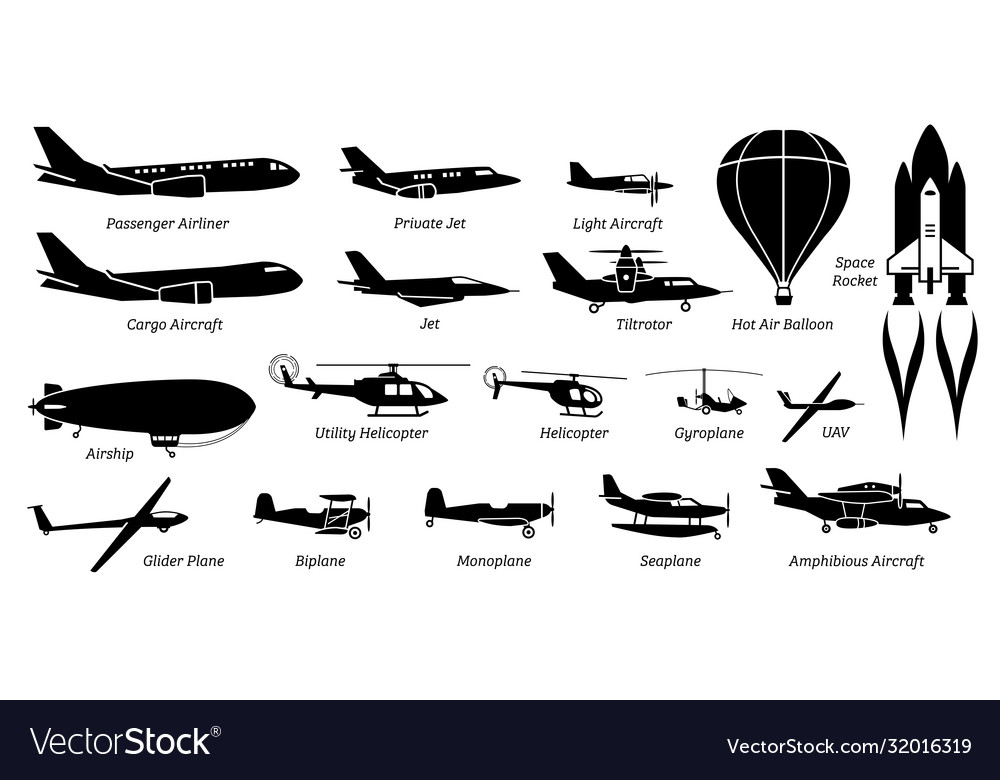 Passenger Airliner
Private Jet
Light Aircraft
Space
Rocket
Cargo Aircraft
Jet
Tiltrotor
Hot Air Balloon
Utility Helicopter
Helicopter
Gyroplane
UAV
Airship
Glider Plane
Biplane
Monoplane
Seaplane
Amphibious Aircraft
VectorStock®
VectorStock.com/32016319